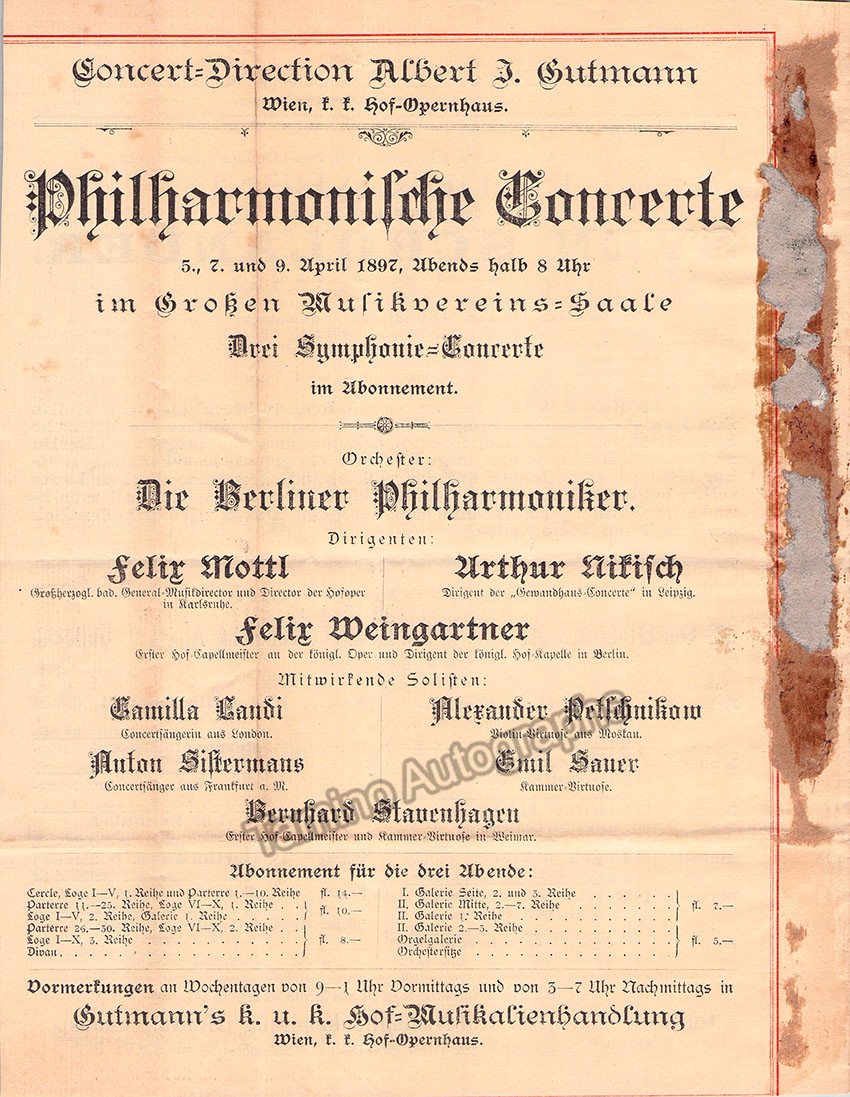 Concert-Direction Albert J. Gutmann
Wien, k. k. Hof-Opernhaus.
Philharmonische Concerte
5., 7. und 9. April 1897, Abends halb 8 Uhr
im Großen Musikvereins-Saale
Drei Symphonie-Concerte
im Abonnement.
Orchester:
Die Berliner Philharmoniker.
Dirigenten:
Felix Mottl
Großherzogl. bad. General-Musikdirector und Director der Hofoper
in Karlsruhe.
Arthur Nikisch
Dirigent der „Gewandhaus-Concerte“ in Leipzig.
Felix Weingartner
Erster Hof-Capellmeister an der königl. Oper und Dirigent der königl. Hof-Kapelle in Berlin.
Mitwirkende Solisten:
Camilla Landi
Concertsängerin aus London.
Alexander Petschnikow
Violin-Virtuose aus Moskau.
Anton Sistermans
Concertsänger aus Frankfurt a. M.
Emil Sauer
Kammer-Virtuose.
Bernhard Stavenhagen
Erster Hof-Capellmeister und Kammer-Virtuose in Weimar.
Tamino Autographs
Abonnement für die drei Abende:
Cercle, Loge I—V, 1. Reihe und Parterre 1.—10. Reihe fl. 14.—
Parterre 11.—25. Reihe, Loge VI—X, 1. Reihe
Loge I—V, 2. Reihe, Galerie 1. Reihe
fl. 10.—
Parterre 26.—30. Reihe, Loge VI—X, 2. Reihe
Loge I—X, 3. Reihe
Divan
fl. 8.—
I. Galerie Seite, 2. und 3. Reihe
II. Galerie Mitte, 2.—7. Reihe
II. Galerie 1. Reihe
fl. 7.—
II. Galerie 2.—5. Reihe
Orgelgalerie
Orchestersitze
fl. 5.—
Vormerkungen an Wochentagen von 9—1 Uhr Vormittags und von 3—7 Uhr Nachmittags in
Gutmann's k. u. k. Hof-Musikalienhandlung
Wien, k. k. Hof-Opernhaus.